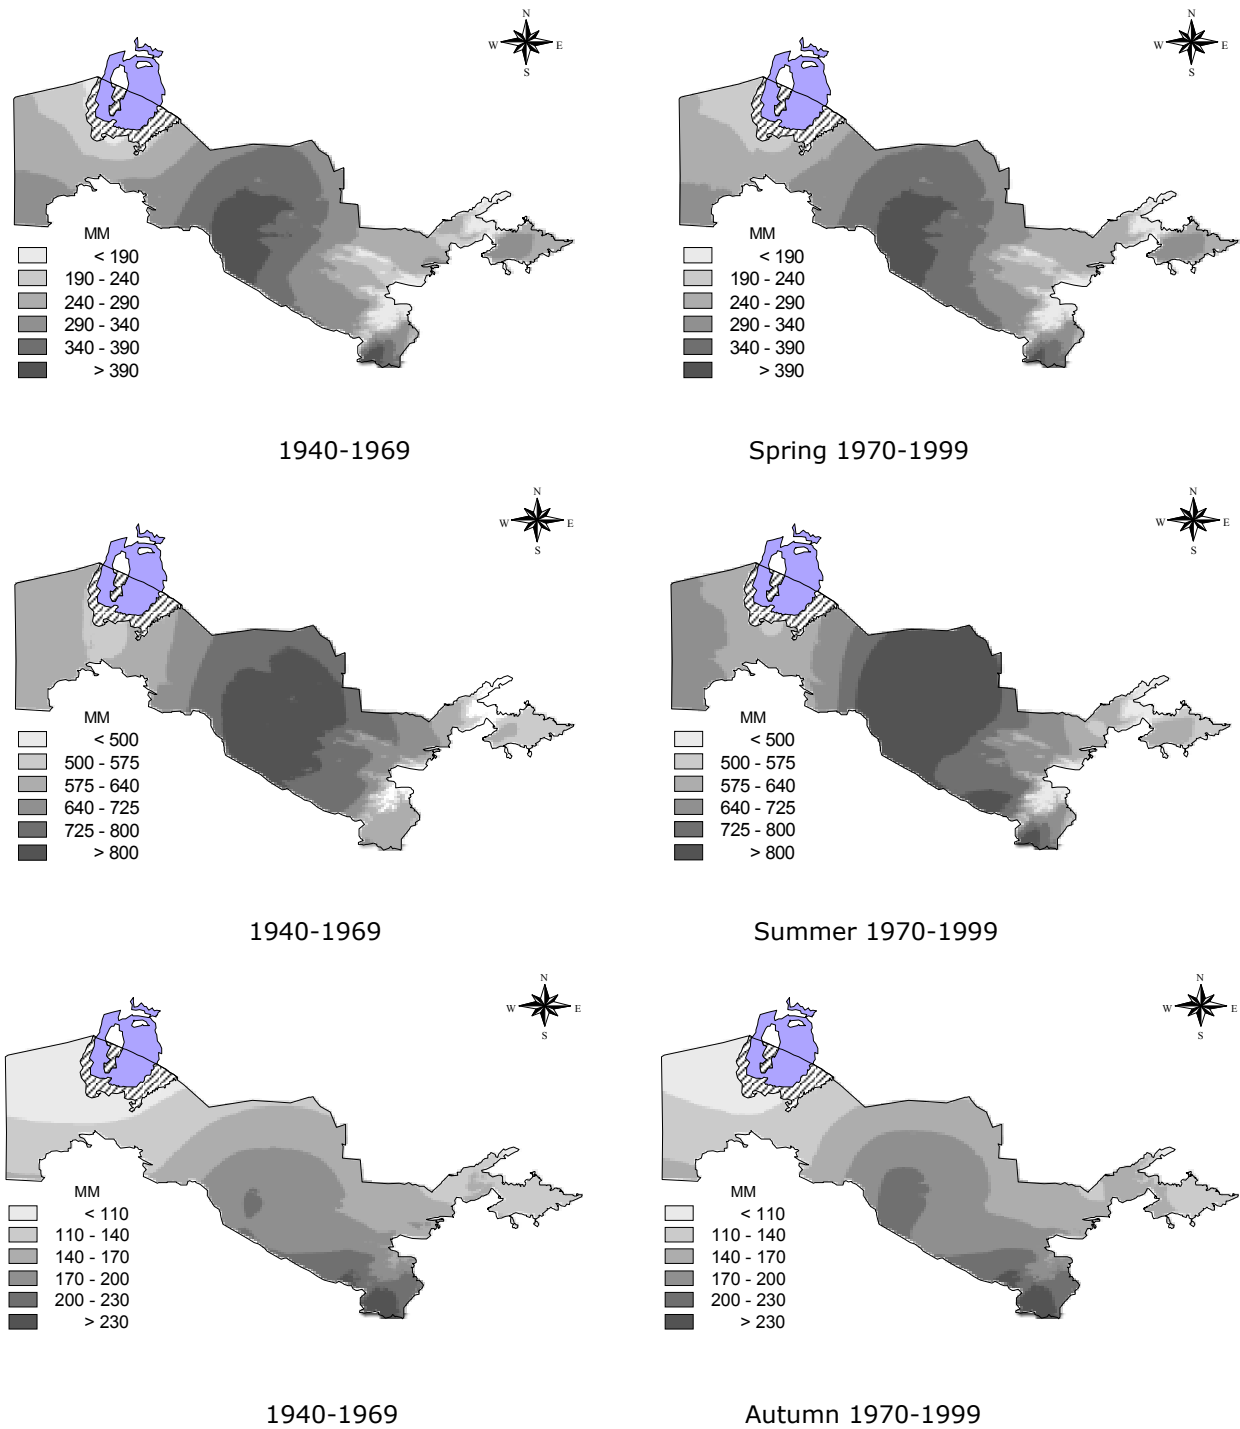 N
W E
S
N
W E
S
MM
< 190
190 - 240
240 - 290
290 - 340
340 - 390
> 390
MM
< 190
190 - 240
240 - 290
290 - 340
340 - 390
> 390
1940-1969
Spring 1970-1999
N
W E
S
N
W E
S
MM
< 500
500 - 575
575 - 640
640 - 725
725 - 800
> 800
MM
< 500
500 - 575
575 - 640
640 - 725
725 - 800
> 800
1940-1969
Summer 1970-1999
N
W E
S
N
W E
S
MM
< 110
110 - 140
140 - 170
170 - 200
200 - 230
> 230
MM
< 110
110 - 140
140 - 170
170 - 200
200 - 230
> 230
1940-1969
Autumn 1970-1999